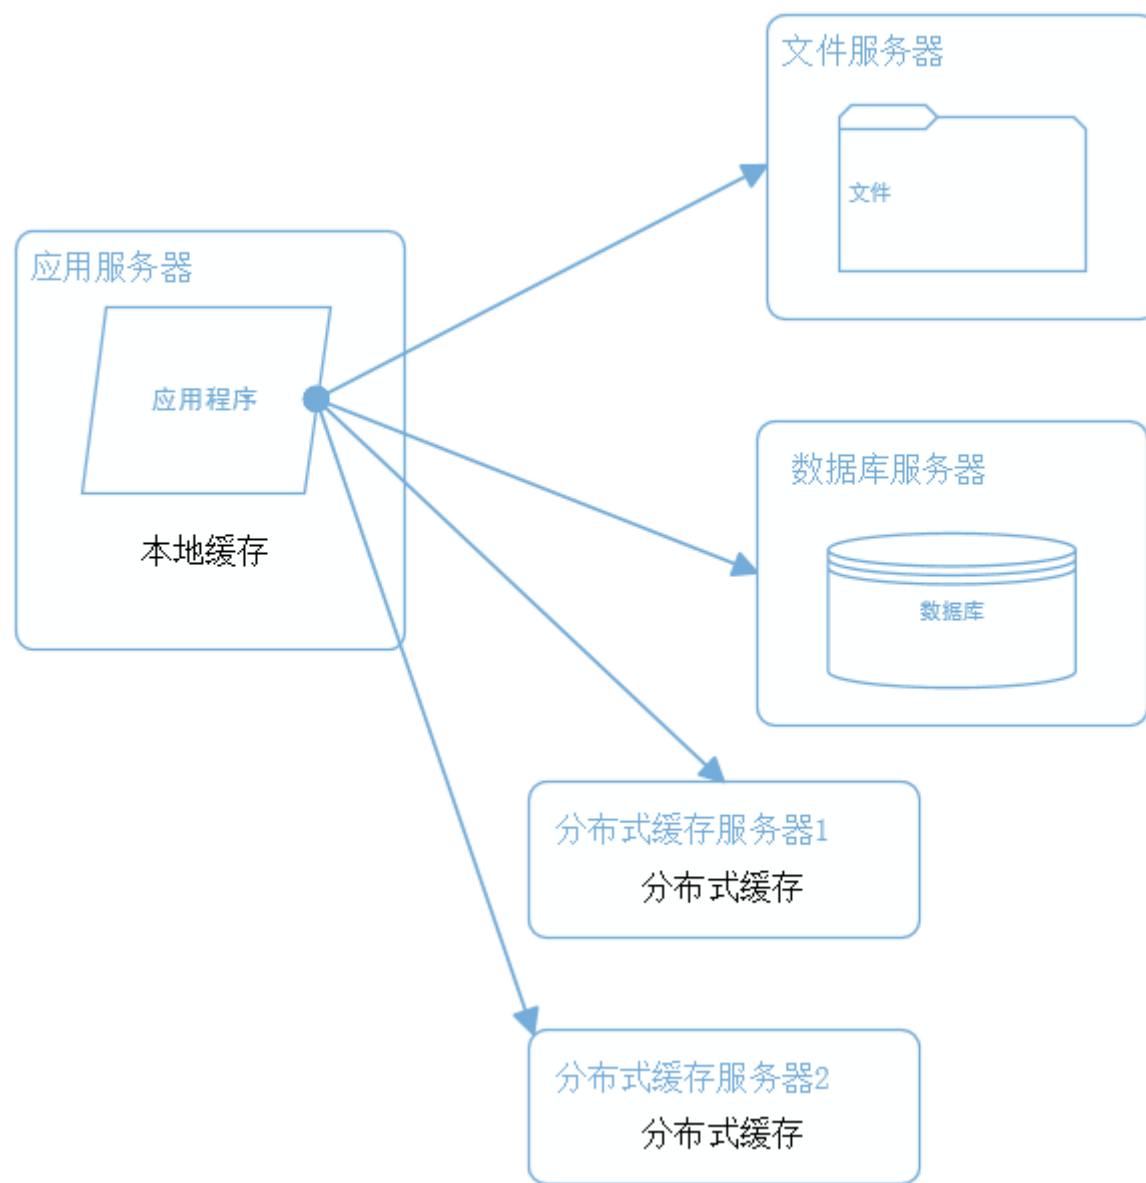 文件服务器
文件
应用服务器
应用程序
本地缓存
数据库服务器
数据库
分布式缓存服务器1
分布式缓存
分布式缓存服务器2
分布式缓存